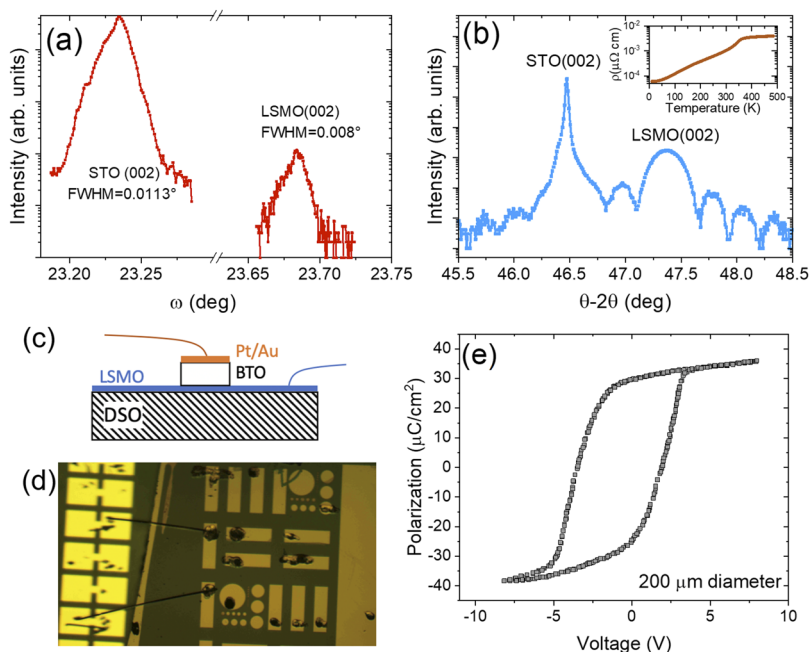 (a)
Intensity (arb. units)
STO (002)
FWHM=0.0113°
LSMO(002)
FWHM=0.008°
23.20 23.25 23.65 23.70 23.75
ω (deg)
(b)
Intensity (arb. units)
STO(002)
LSMO(002)
ρ(μΩ cm)
10⁻²
10⁻³
10⁻⁴
0 100 200 300 400 500
Temperature (K)
45.5 46.0 46.5 47.0 47.5 48.0 48.5
θ-2θ (deg)
(c)
Pt/Au
LSMO
BTO
DSO
(d)
(e)
Polarization (μC/cm²)
40
30
20
10
0
-10
-20
-30
-40
200 μm diameter
-10 -5 0 5 10
Voltage (V)